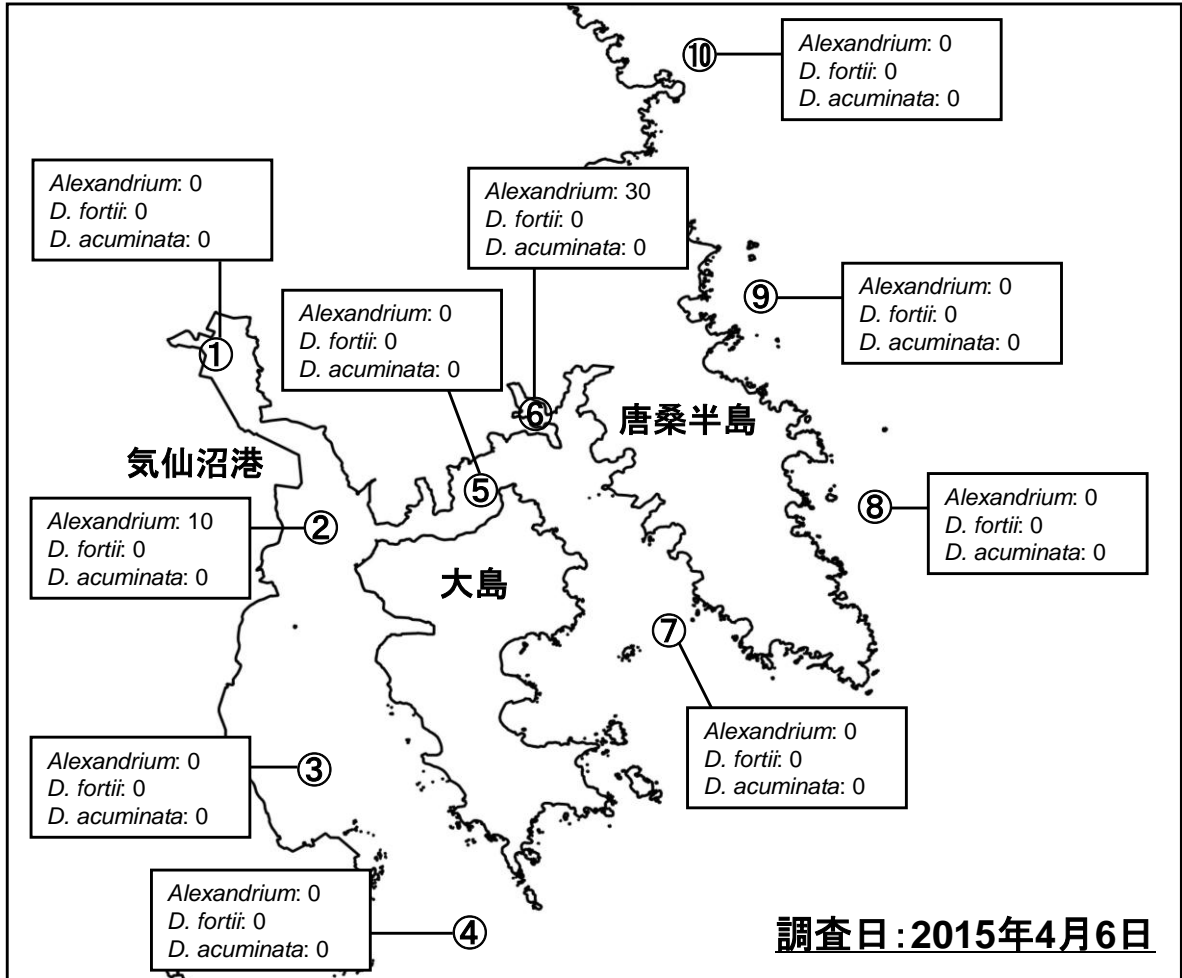 ⑩
Alexandrium: 0
D. fortii: 0
D. acuminata: 0
Alexandrium: 0
D. fortii: 0
D. acuminata: 0
①
Alexandrium: 30
D. fortii: 0
D. acuminata: 0
⑥
Alexandrium: 0
D. fortii: 0
D. acuminata: 0
⑤
⑨
Alexandrium: 0
D. fortii: 0
D. acuminata: 0
唐桑半島
気仙沼港
Alexandrium: 10
D. fortii: 0
D. acuminata: 0
②
大島
⑧
Alexandrium: 0
D. fortii: 0
D. acuminata: 0
⑦
Alexandrium: 0
D. fortii: 0
D. acuminata: 0
Alexandrium: 0
D. fortii: 0
D. acuminata: 0
③
Alexandrium: 0
D. fortii: 0
D. acuminata: 0
④
調査日:2015年4月6日